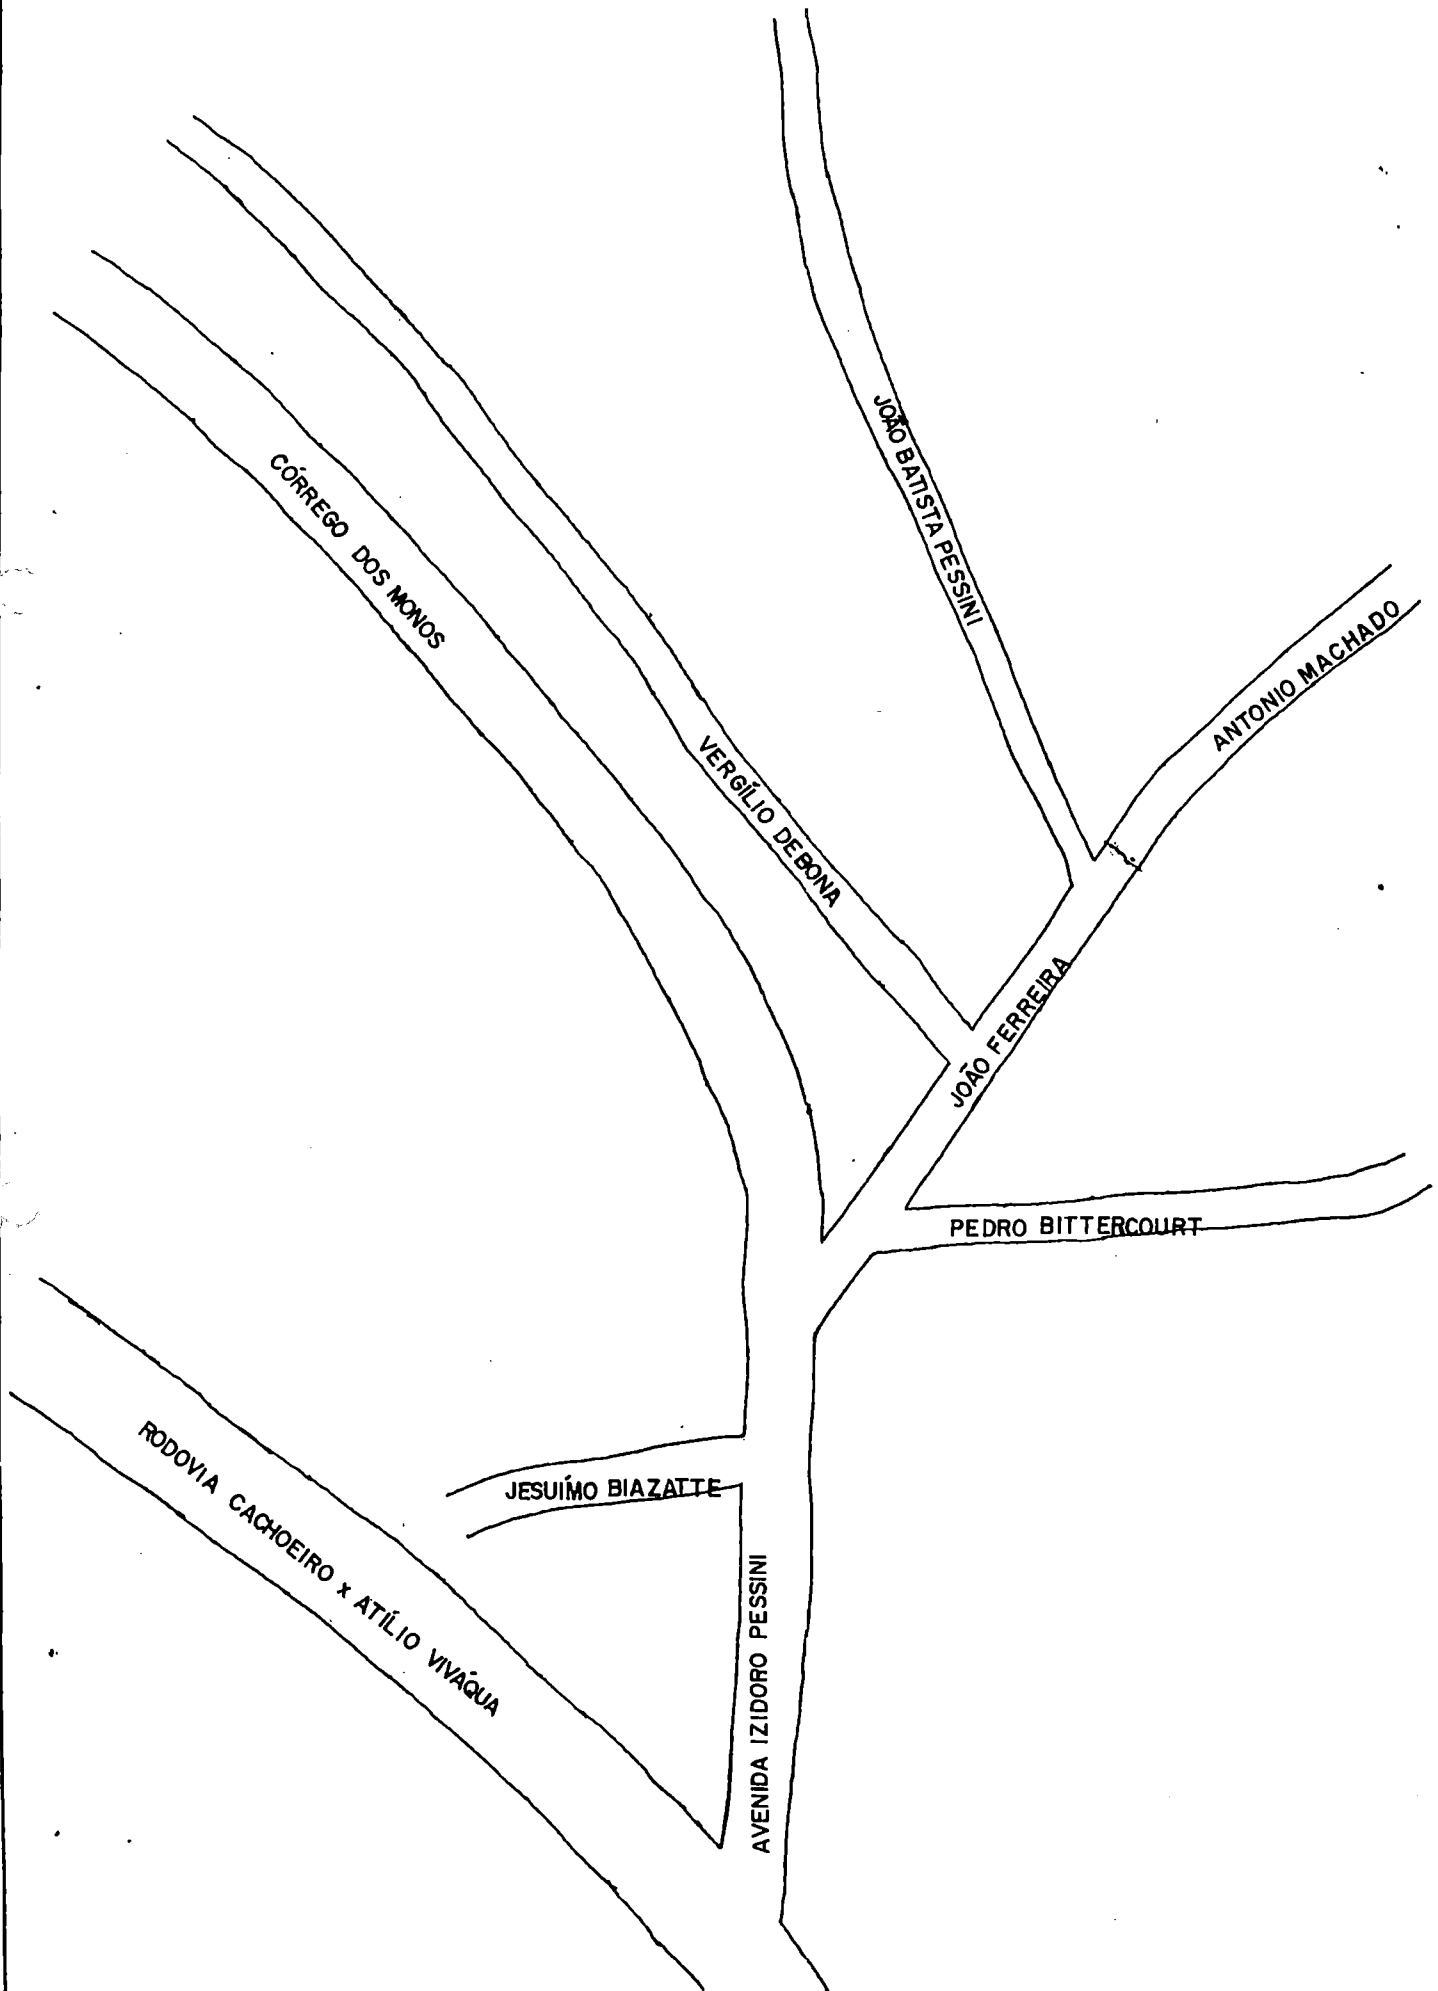 JOÃO BATISTA PESSINI
CÓRREGO DOS MONOS
ANTONIO MACHADO
VERGÍLIO DEBONA
JOÃO FERREIRA
PEDRO BITTERCOURT
RODOVIA CACHOEIRO x ATÍLIO VIVÁQUA
JESUÍMO BIAZATTE
AVENIDA IZIDORO PESSINI